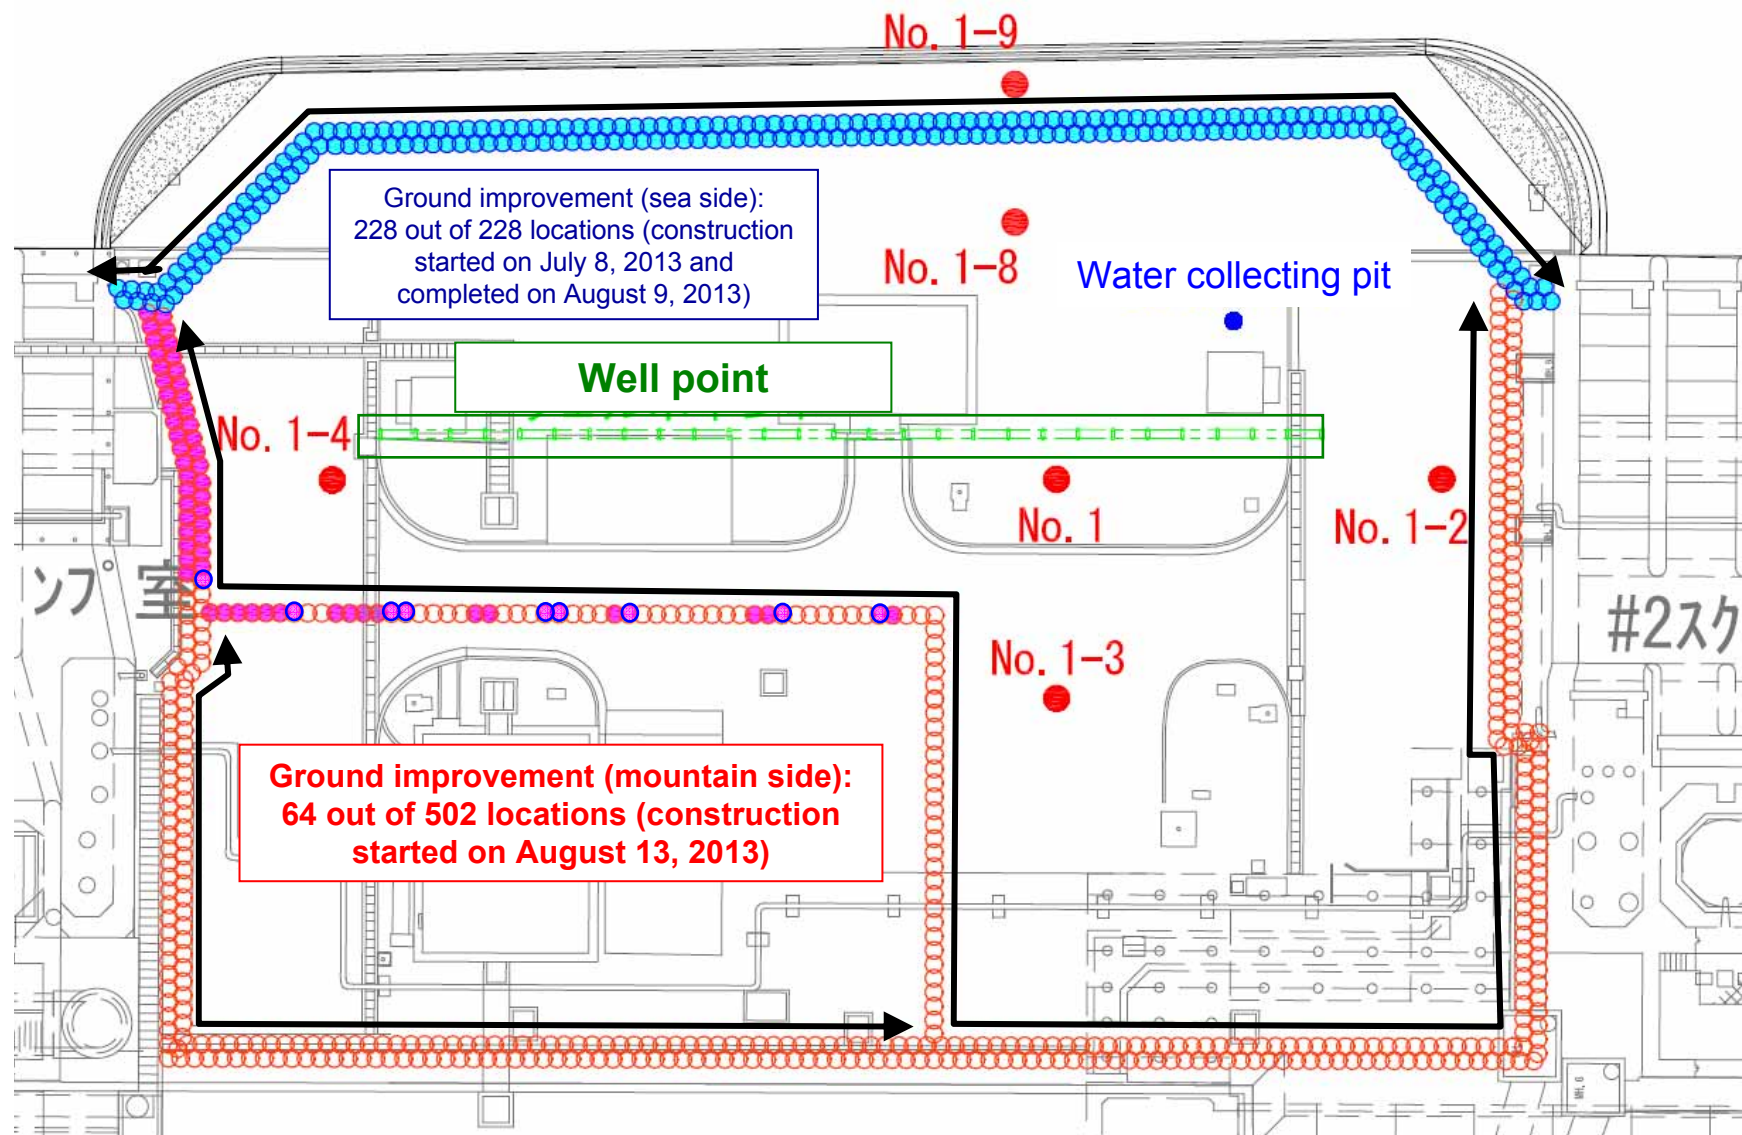 No. 1-9
Ground improvement (sea side):
228 out of 228 locations (construction
started on July 8, 2013 and
completed on August 9, 2013)
No. 1-8
Water collecting pit
Well point
No. 1-4
No. 1
No. 1-2
ンフ 室
#2スク
No. 1-3
Ground improvement (mountain side):
64 out of 502 locations (construction
started on August 13, 2013)